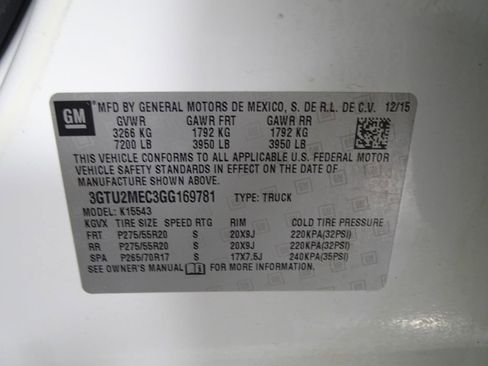 GM
MFD BY GENERAL MOTORS DE MEXICO, S. DE R.L. DE C.V. 12/15
GVWR GAWR FRT GAWR RR
3266 KG 1792 KG 1792 KG
7200 LB 3950 LB 3950 LB
THIS VEHICLE CONFORMS TO ALL APPLICABLE U.S. FEDERAL MOTOR
VEHICLE SAFETY STANDARDS IN EFFECT ON THE DATE OF
MANUFACTURE SHOWN ABOVE.
3GTU2MEC3GG169781 TYPE: TRUCK
MODEL: K15543
KGVX TIRE SIZE SPEED RTG RIM COLD TIRE PRESSURE
FRT P275/55R20 S 20X9J 220KPA(32PSI)
RR P275/55R20 S 20X9J 220KPA(32PSI)
SPA P265/70R17 S 17X7.5J 240KPA(35PSI)
SEE OWNER'S MANUAL FOR ADDITIONAL INFORMATION.